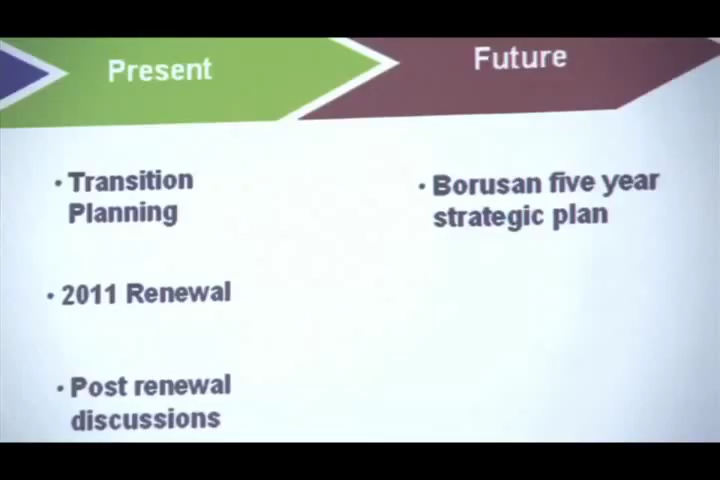 Present
Future
• Transition
Planning
• 2011 Renewal
• Post renewal
discussions
• Borusan five year
strategic plan